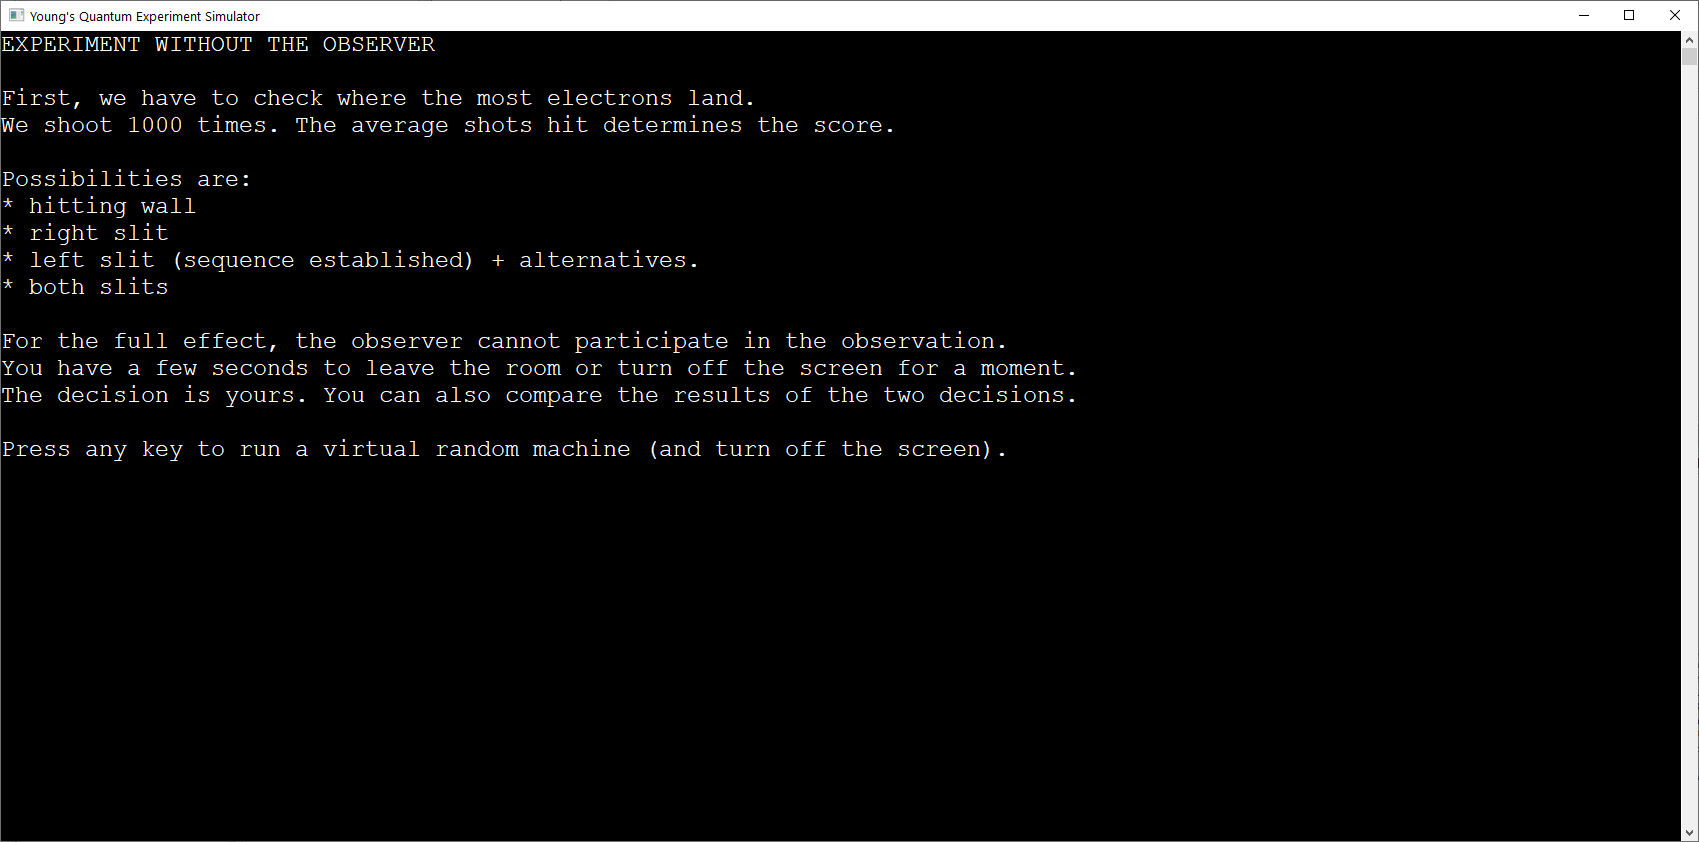 Young's Quantum Experiment Simulator
EXPERIMENT WITHOUT THE OBSERVER
First, we have to check where the most electrons land.
We shoot 1000 times. The average shots hit determines the score.
Possibilities are:
* hitting wall
* right slit
* left slit (sequence established) + alternatives.
* both slits
For the full effect, the observer cannot participate in the observation.
You have a few seconds to leave the room or turn off the screen for a moment.
The decision is yours. You can also compare the results of the two decisions.
Press any key to run a virtual random machine (and turn off the screen).